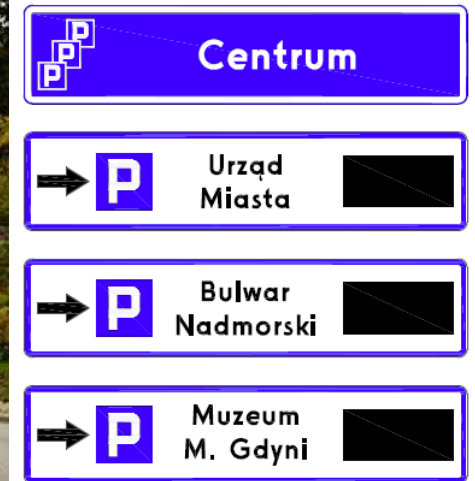 P P P Centrum
P Urząd
Miasta
P Bulwar
Nadmorski
P Muzeum
M. Gdyni